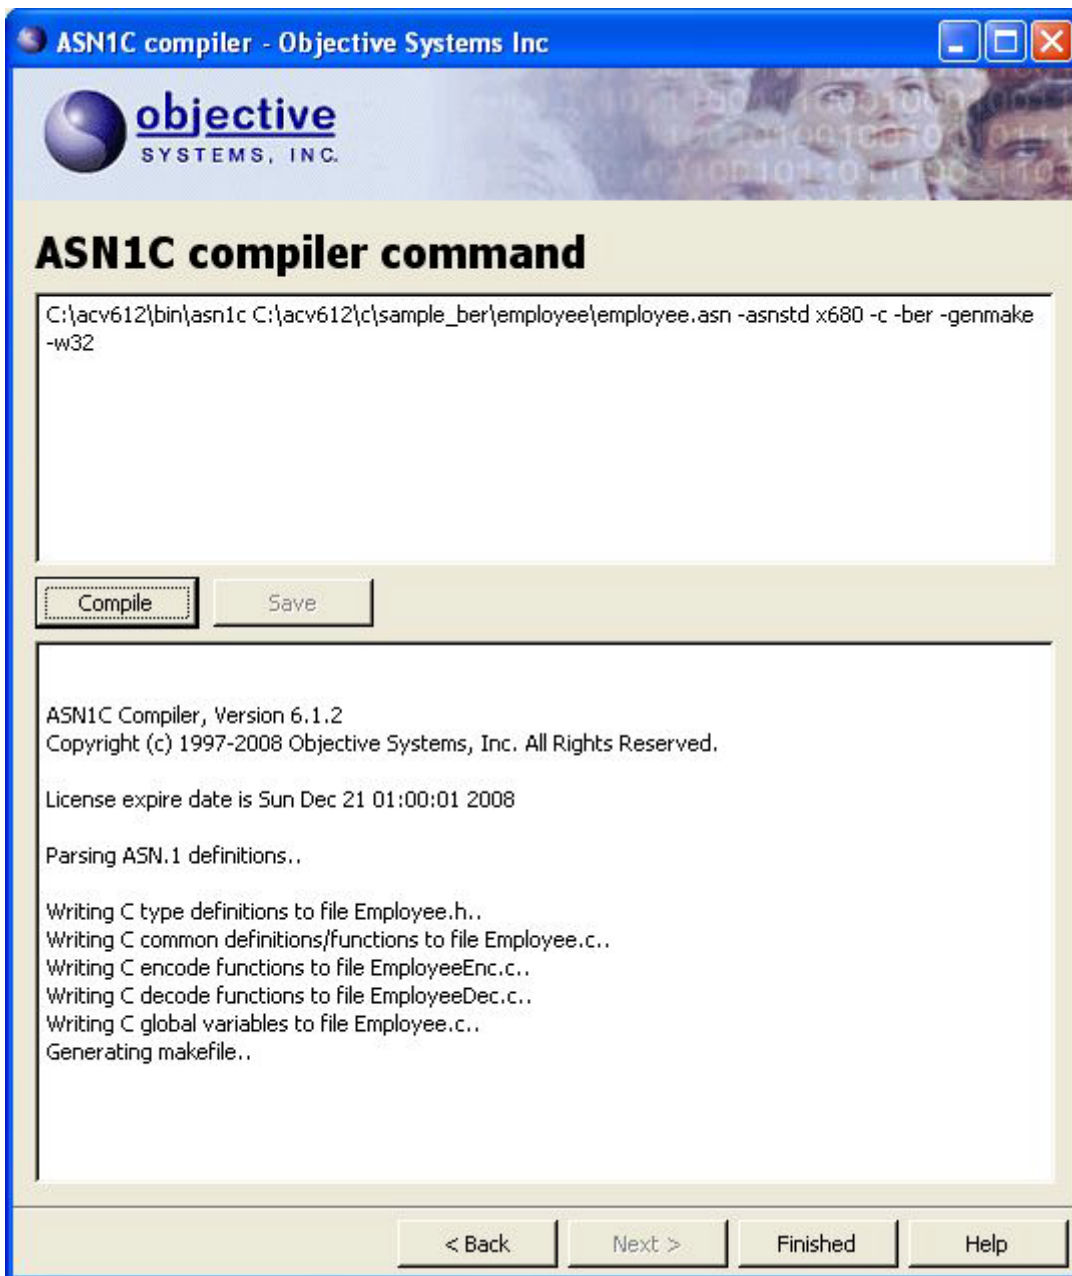 ASN1C compiler - Objective Systems Inc
objective
SYSTEMS, INC.
ASN1C compiler command
C:\acv612\bin\asn1c C:\acv612\c\sample_ber\employee\employee.asn -asnstd x680 -c -ber -genmake
-w32
Compile Save
ASN1C Compiler, Version 6.1.2
Copyright (c) 1997-2008 Objective Systems, Inc. All Rights Reserved.
License expire date is Sun Dec 21 01:00:01 2008
Parsing ASN.1 definitions..
Writing C type definitions to file Employee.h..
Writing C common definitions/functions to file Employee.c..
Writing C encode functions to file EmployeeEnc.c..
Writing C decode functions to file EmployeeDec.c..
Writing C global variables to file Employee.c..
Generating makefile..
< Back Next > Finished Help